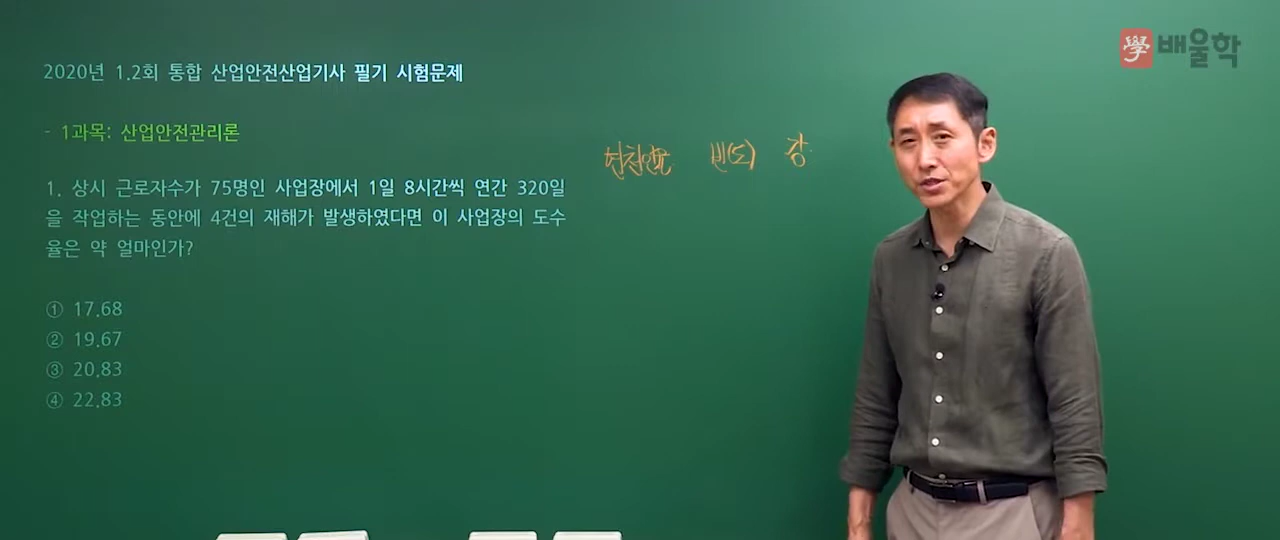 學 배울학
2020년 1.2회 통합 산업안전산업기사 필기 시험문제
- 1과목: 산업안전관리론
1. 상시 근로자수가 75명인 사업장에서 1일 8시간씩 연간 320일
을 작업하는 동안에 4건의 재해가 발생하였다면 이 사업장의 도수
율은 약 얼마인가?
① 17.68
② 19.67
③ 20.83
④ 22.83
빈(도) 강